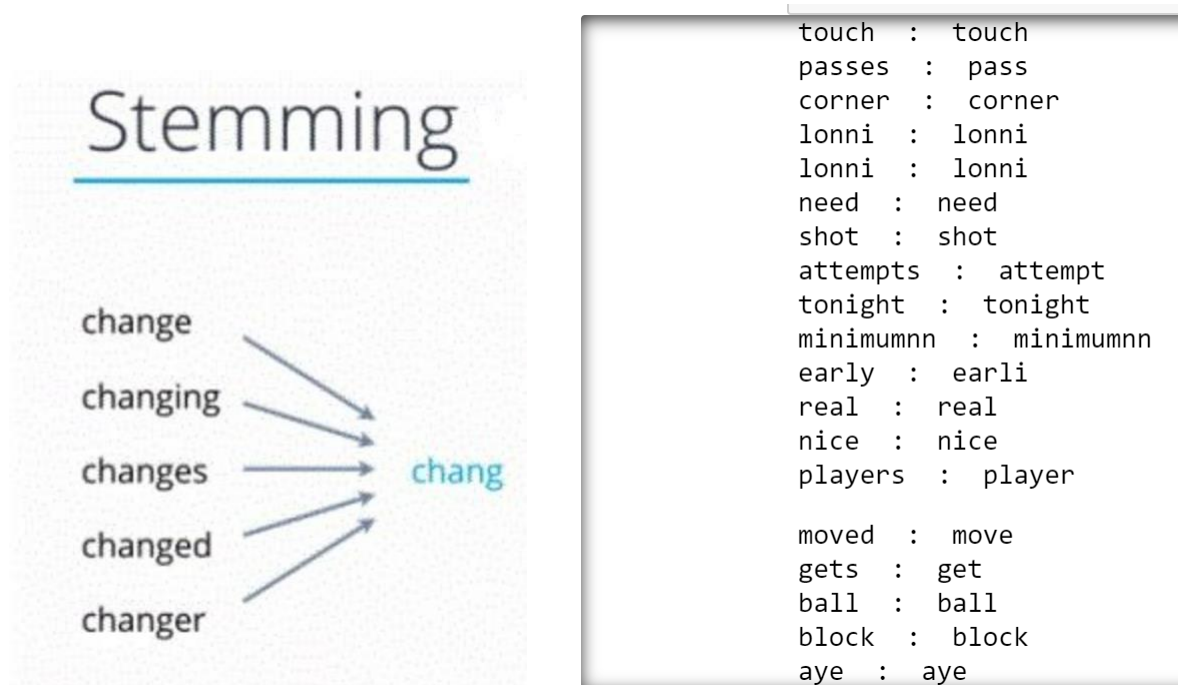 Stemming
change
changing
changes
changed
changer
chang
touch : touch
passes : pass
corner : corner
lonni : lonni
lonni : lonni
need : need
shot : shot
attempts : attempt
tonight : tonight
minimumnn : minimumnn
early : earli
real : real
nice : nice
players : player
moved : move
gets : get
ball : ball
block : block
aye : aye